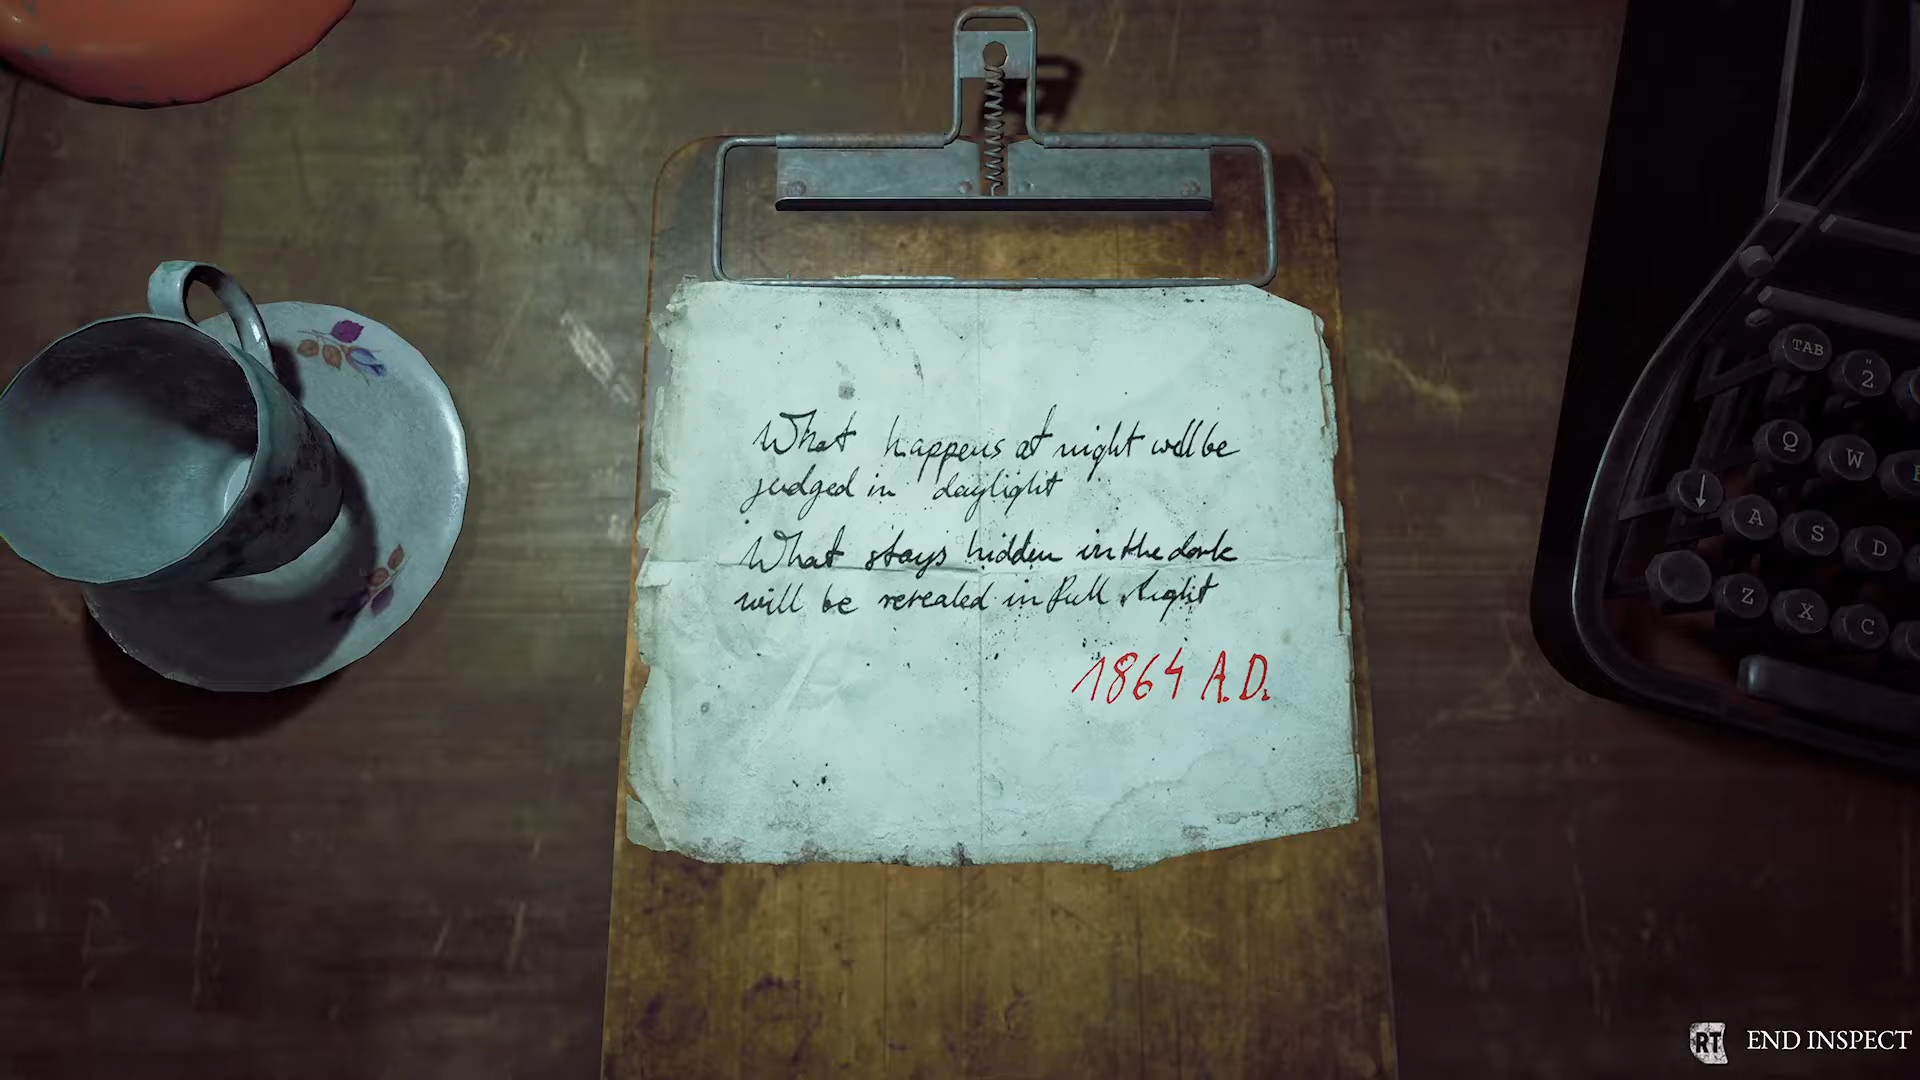 What happens at night will be
judged in daylight
What stays hidden in the dark
will be revealed in full light
1864 A.D.
TAB
" 2
Q W E
↓ A S D
Z X C
RT END INSPECT